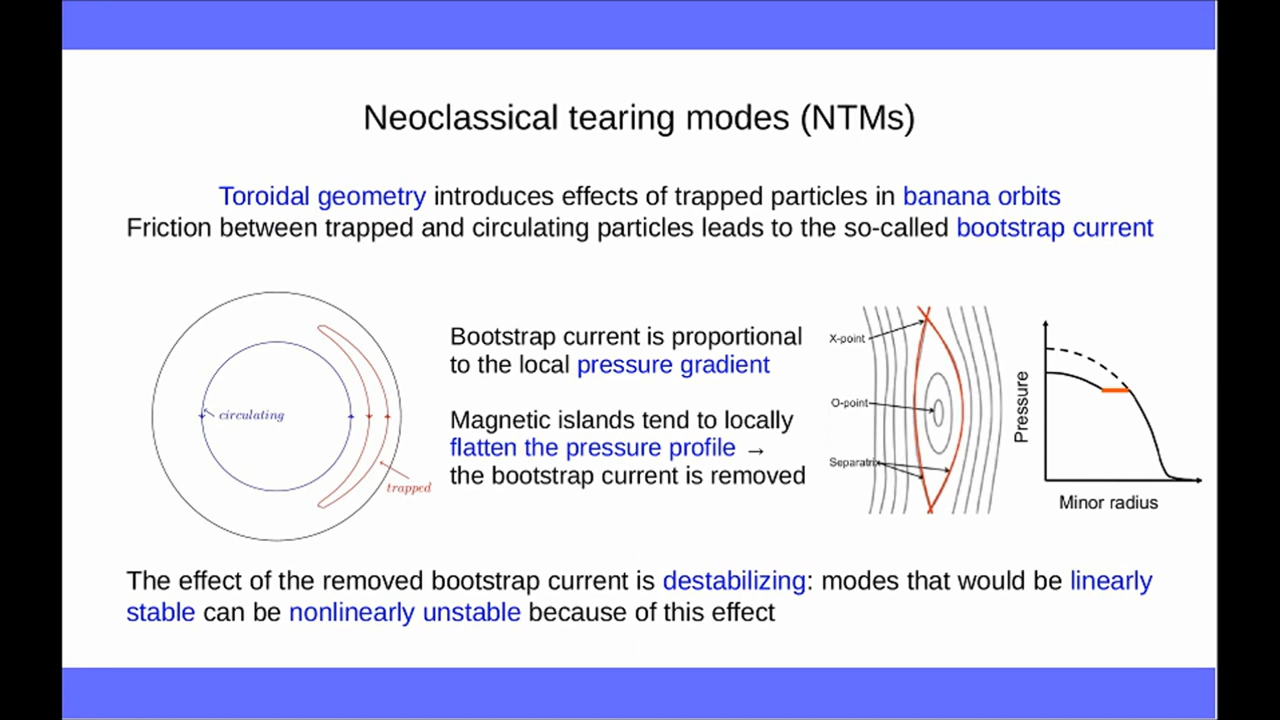 Neoclassical tearing modes (NTMs)
Toroidal geometry introduces effects of trapped particles in banana orbits
Friction between trapped and circulating particles leads to the so-called bootstrap current
circulating
trapped
Bootstrap current is proportional
to the local pressure gradient
Magnetic islands tend to locally
flatten the pressure profile →
the bootstrap current is removed
X-point
O-point
Separatrix
Pressure
Minor radius
The effect of the removed bootstrap current is destabilizing: modes that would be linearly
stable can be nonlinearly unstable because of this effect